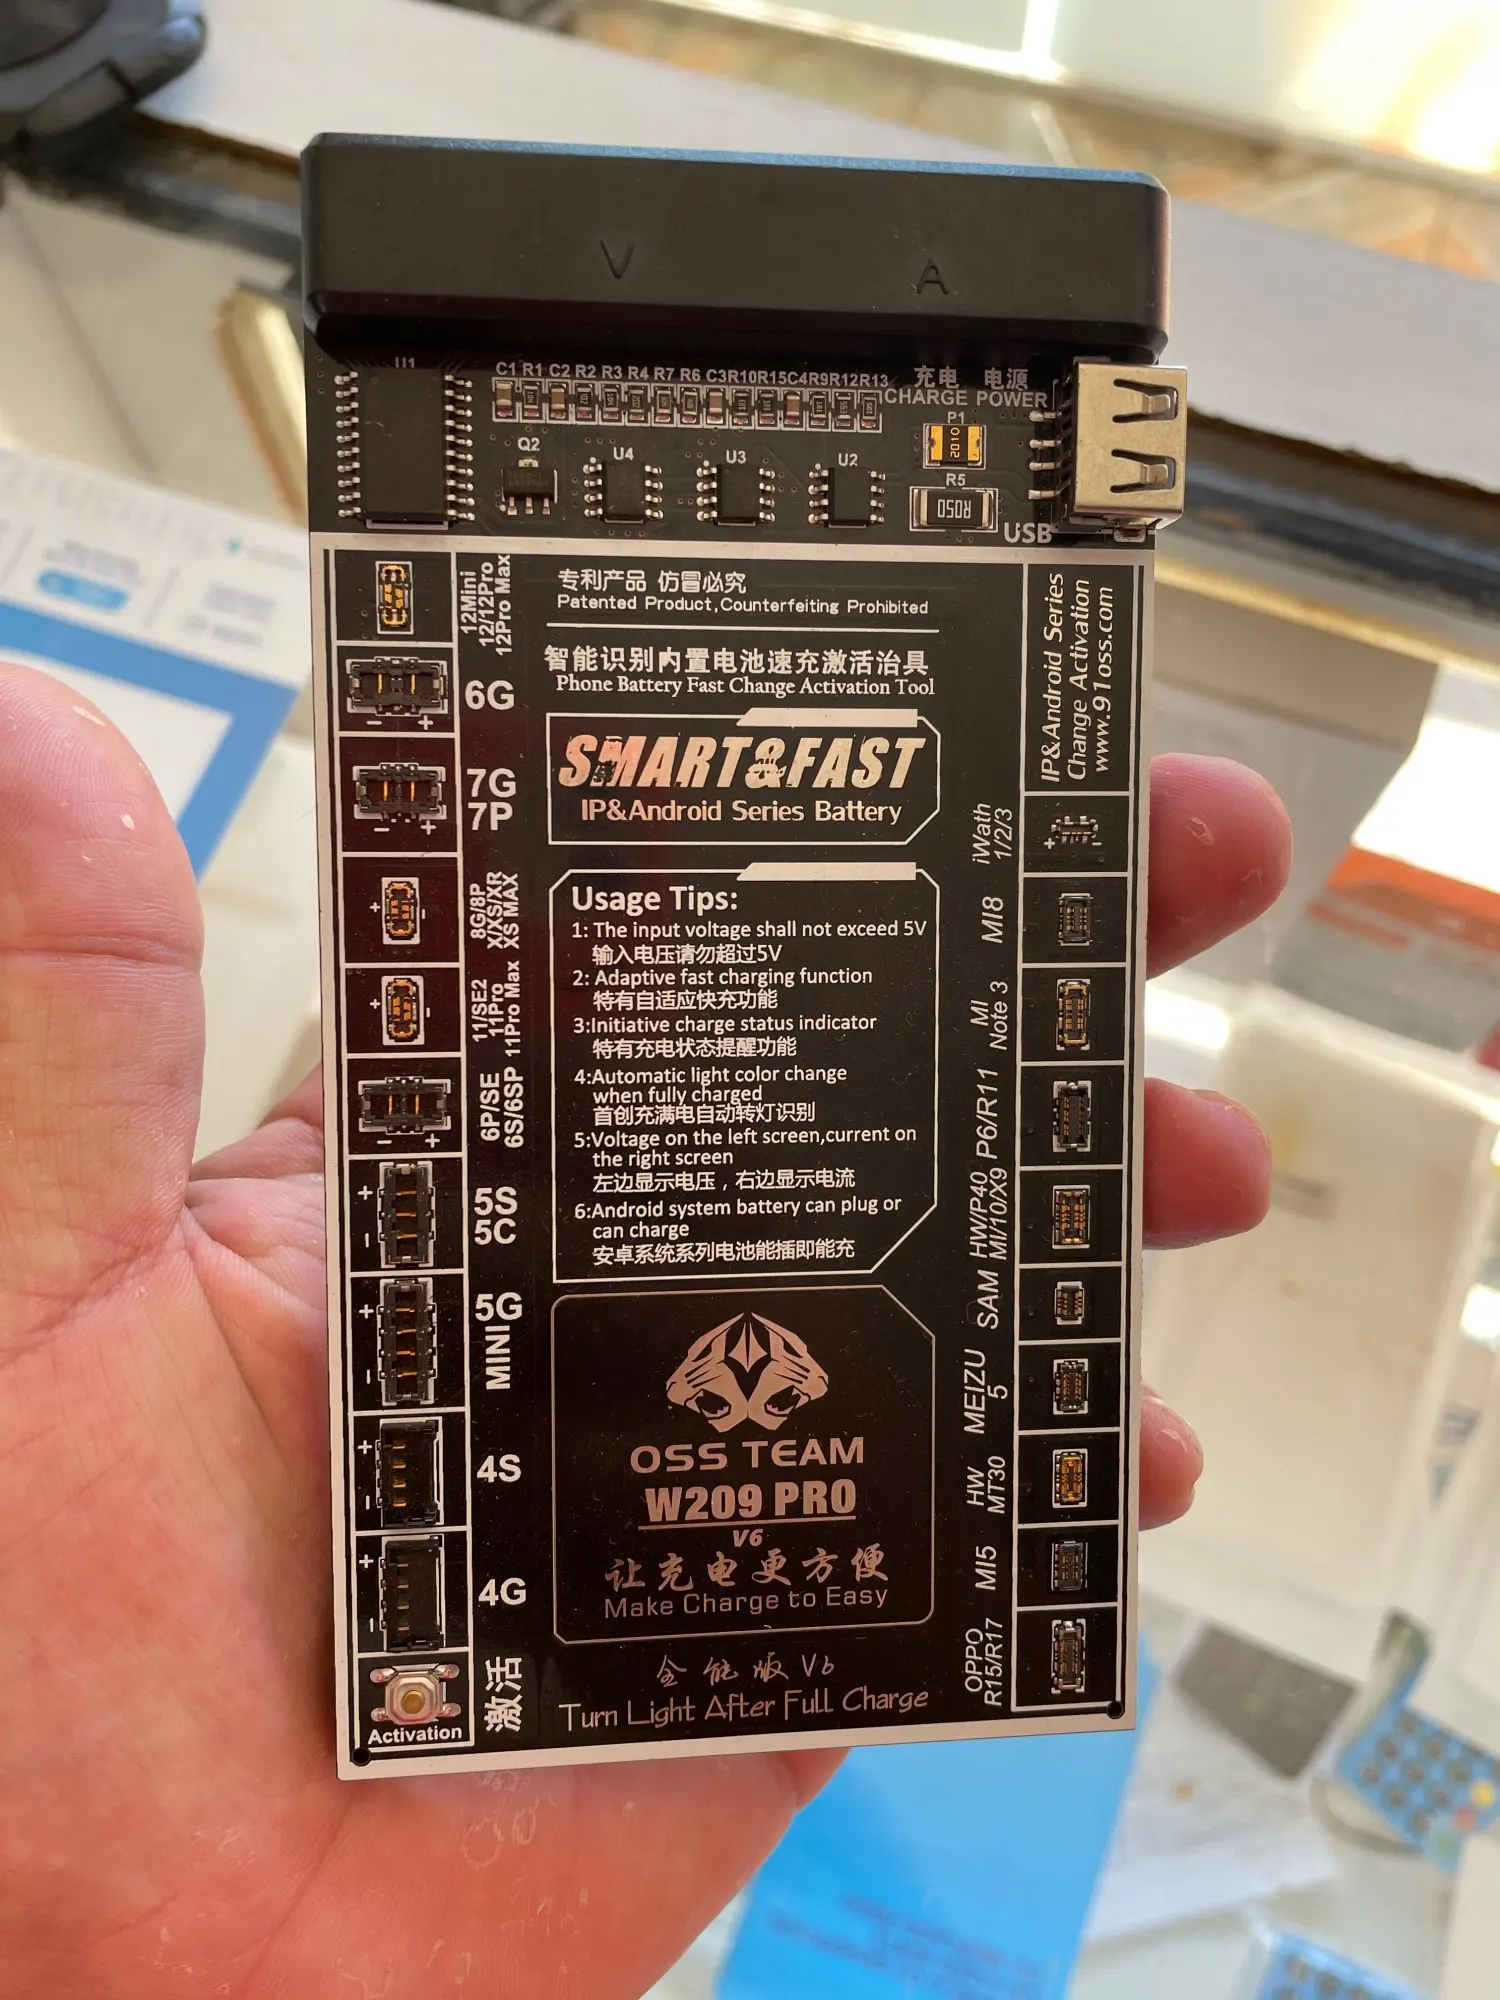 V
A
U1
C1 R1 C2 R2 R3 R4 R7 R6 C3R10R15C4R9R12R13
充电 电源
CHARGE POWER
P1
2010
Q2
U4
U3
U2
R5
R050
USB
12Mini
12/12Pro
12Pro Max
6G
- +
7G
7P
- +
8G/8P
X/XS/XR
XS MAX
+ -
11/SE2
11Pro
11Pro Max
+ -
6P/SE
6S/6SP
- +
5S
5C
+
-
5G
MINI
+
-
4S
+
-
4G
+
-
激活
Activation
专利产品 仿冒必究
Patented Product,Counterfeiting Prohibited
智能识别内置电池速充激活治具
Phone Battery Fast Change Activation Tool
SMART&FAST
IP&Android Series Battery
Usage Tips:
1: The input voltage shall not exceed 5V
输入电压请勿超过5V
2: Adaptive fast charging function
特有自适应快充功能
3:Initiative charge status indicator
特有充电状态提醒功能
4:Automatic light color change
when fully charged
首创充满电自动转灯识别
5:Voltage on the left screen,current on
the right screen
左边显示电压，右边显示电流
6:Android system battery can plug or
can charge
安卓系统系列电池能插即能充
OSS TEAM
W209 PRO
V6
让充电更方便
Make Charge to Easy
全能版 V6
Turn Light After Full Charge
IP&Android Series
Change Activation
www.91oss.com
iWath
1/2/3
+ -
MI8
MI
Note 3
P6/R11
HW/P40
MI/10/X9
SAM
MEIZU
5
HW
MT30
MI5
OPPO
R15/R17